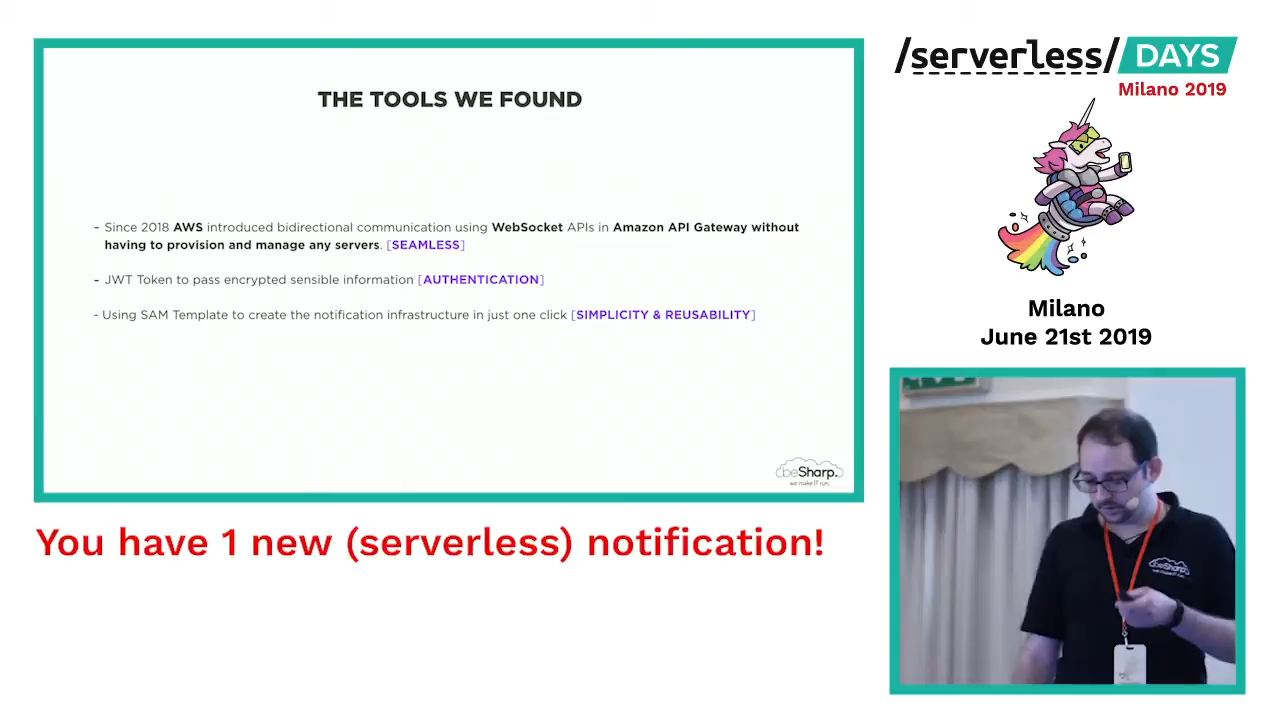 THE TOOLS WE FOUND
- Since 2018 AWS introduced bidirectional communication using WebSocket APIs in Amazon API Gateway without
having to provision and manage any servers. [SEAMLESS]
- JWT Token to pass encrypted sensible information [AUTHENTICATION]
- Using SAM Template to create the notification infrastructure in just one click [SIMPLICITY & REUSABILITY]
beSharp.
we make IT run.
You have 1 new (serverless) notification!
/serverless/ DAYS
Milano 2019
Milano
June 21st 2019
beSharp.